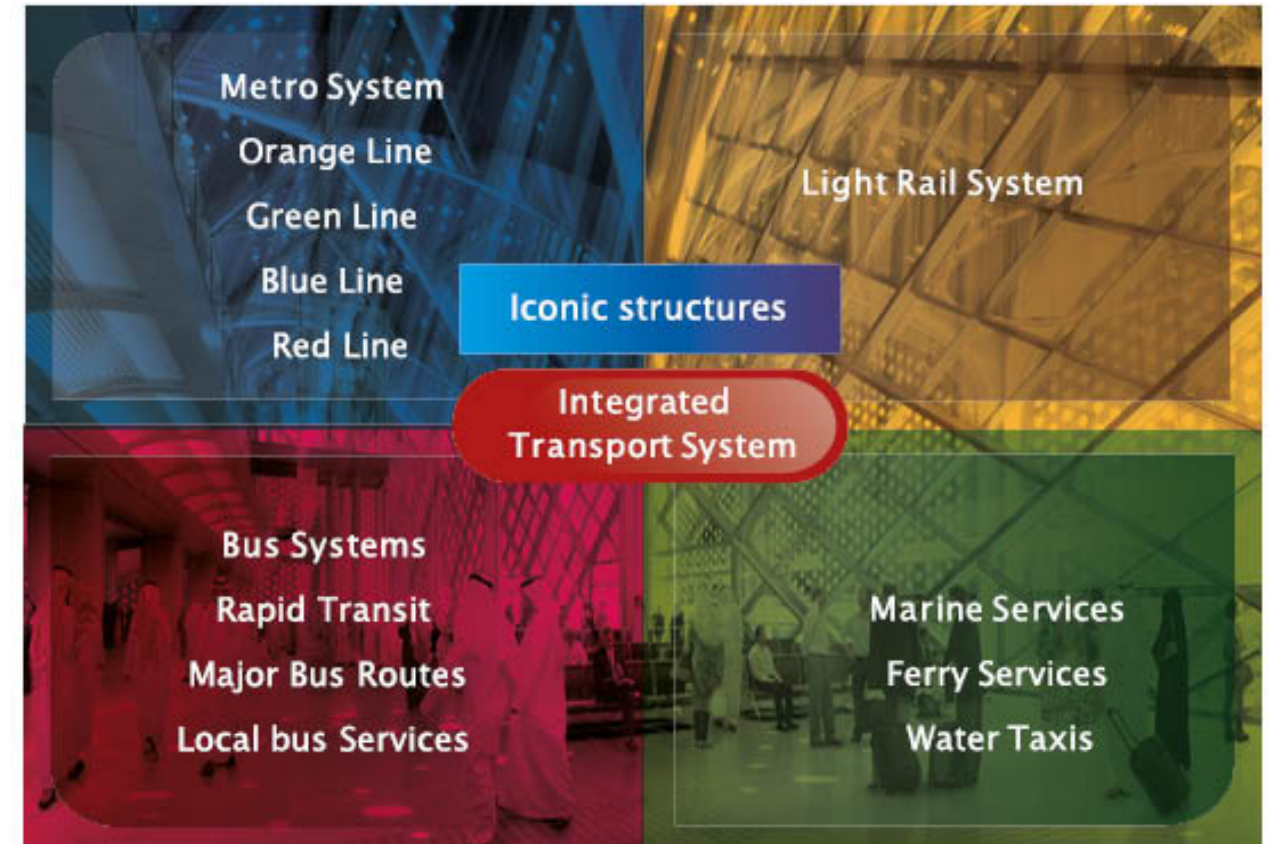 Metro System
Orange Line
Green Line
Blue Line
Red Line
Light Rail System
Iconic structures
Integrated
Transport System
Bus Systems
Rapid Transit
Major Bus Routes
Local bus Services
Marine Services
Ferry Services
Water Taxis